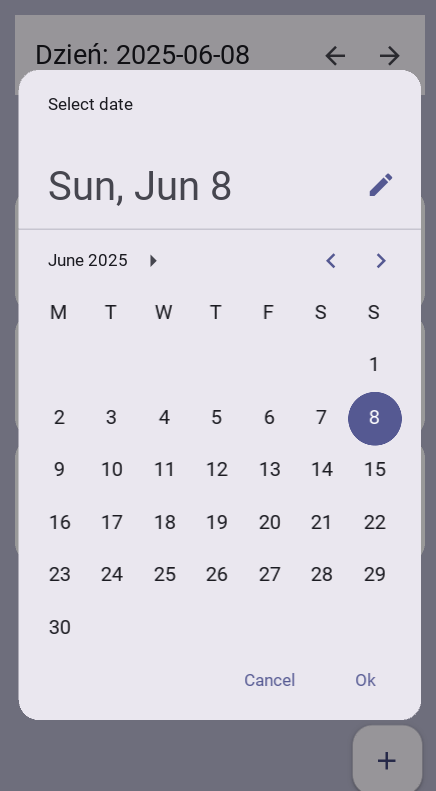 Dzień: 2025-06-08
Select date
Sun, Jun 8
June 2025
M T W T F S S
1
2 3 4 5 6 7 8
9 10 11 12 13 14 15
16 17 18 19 20 21 22
23 24 25 26 27 28 29
30
Cancel Ok